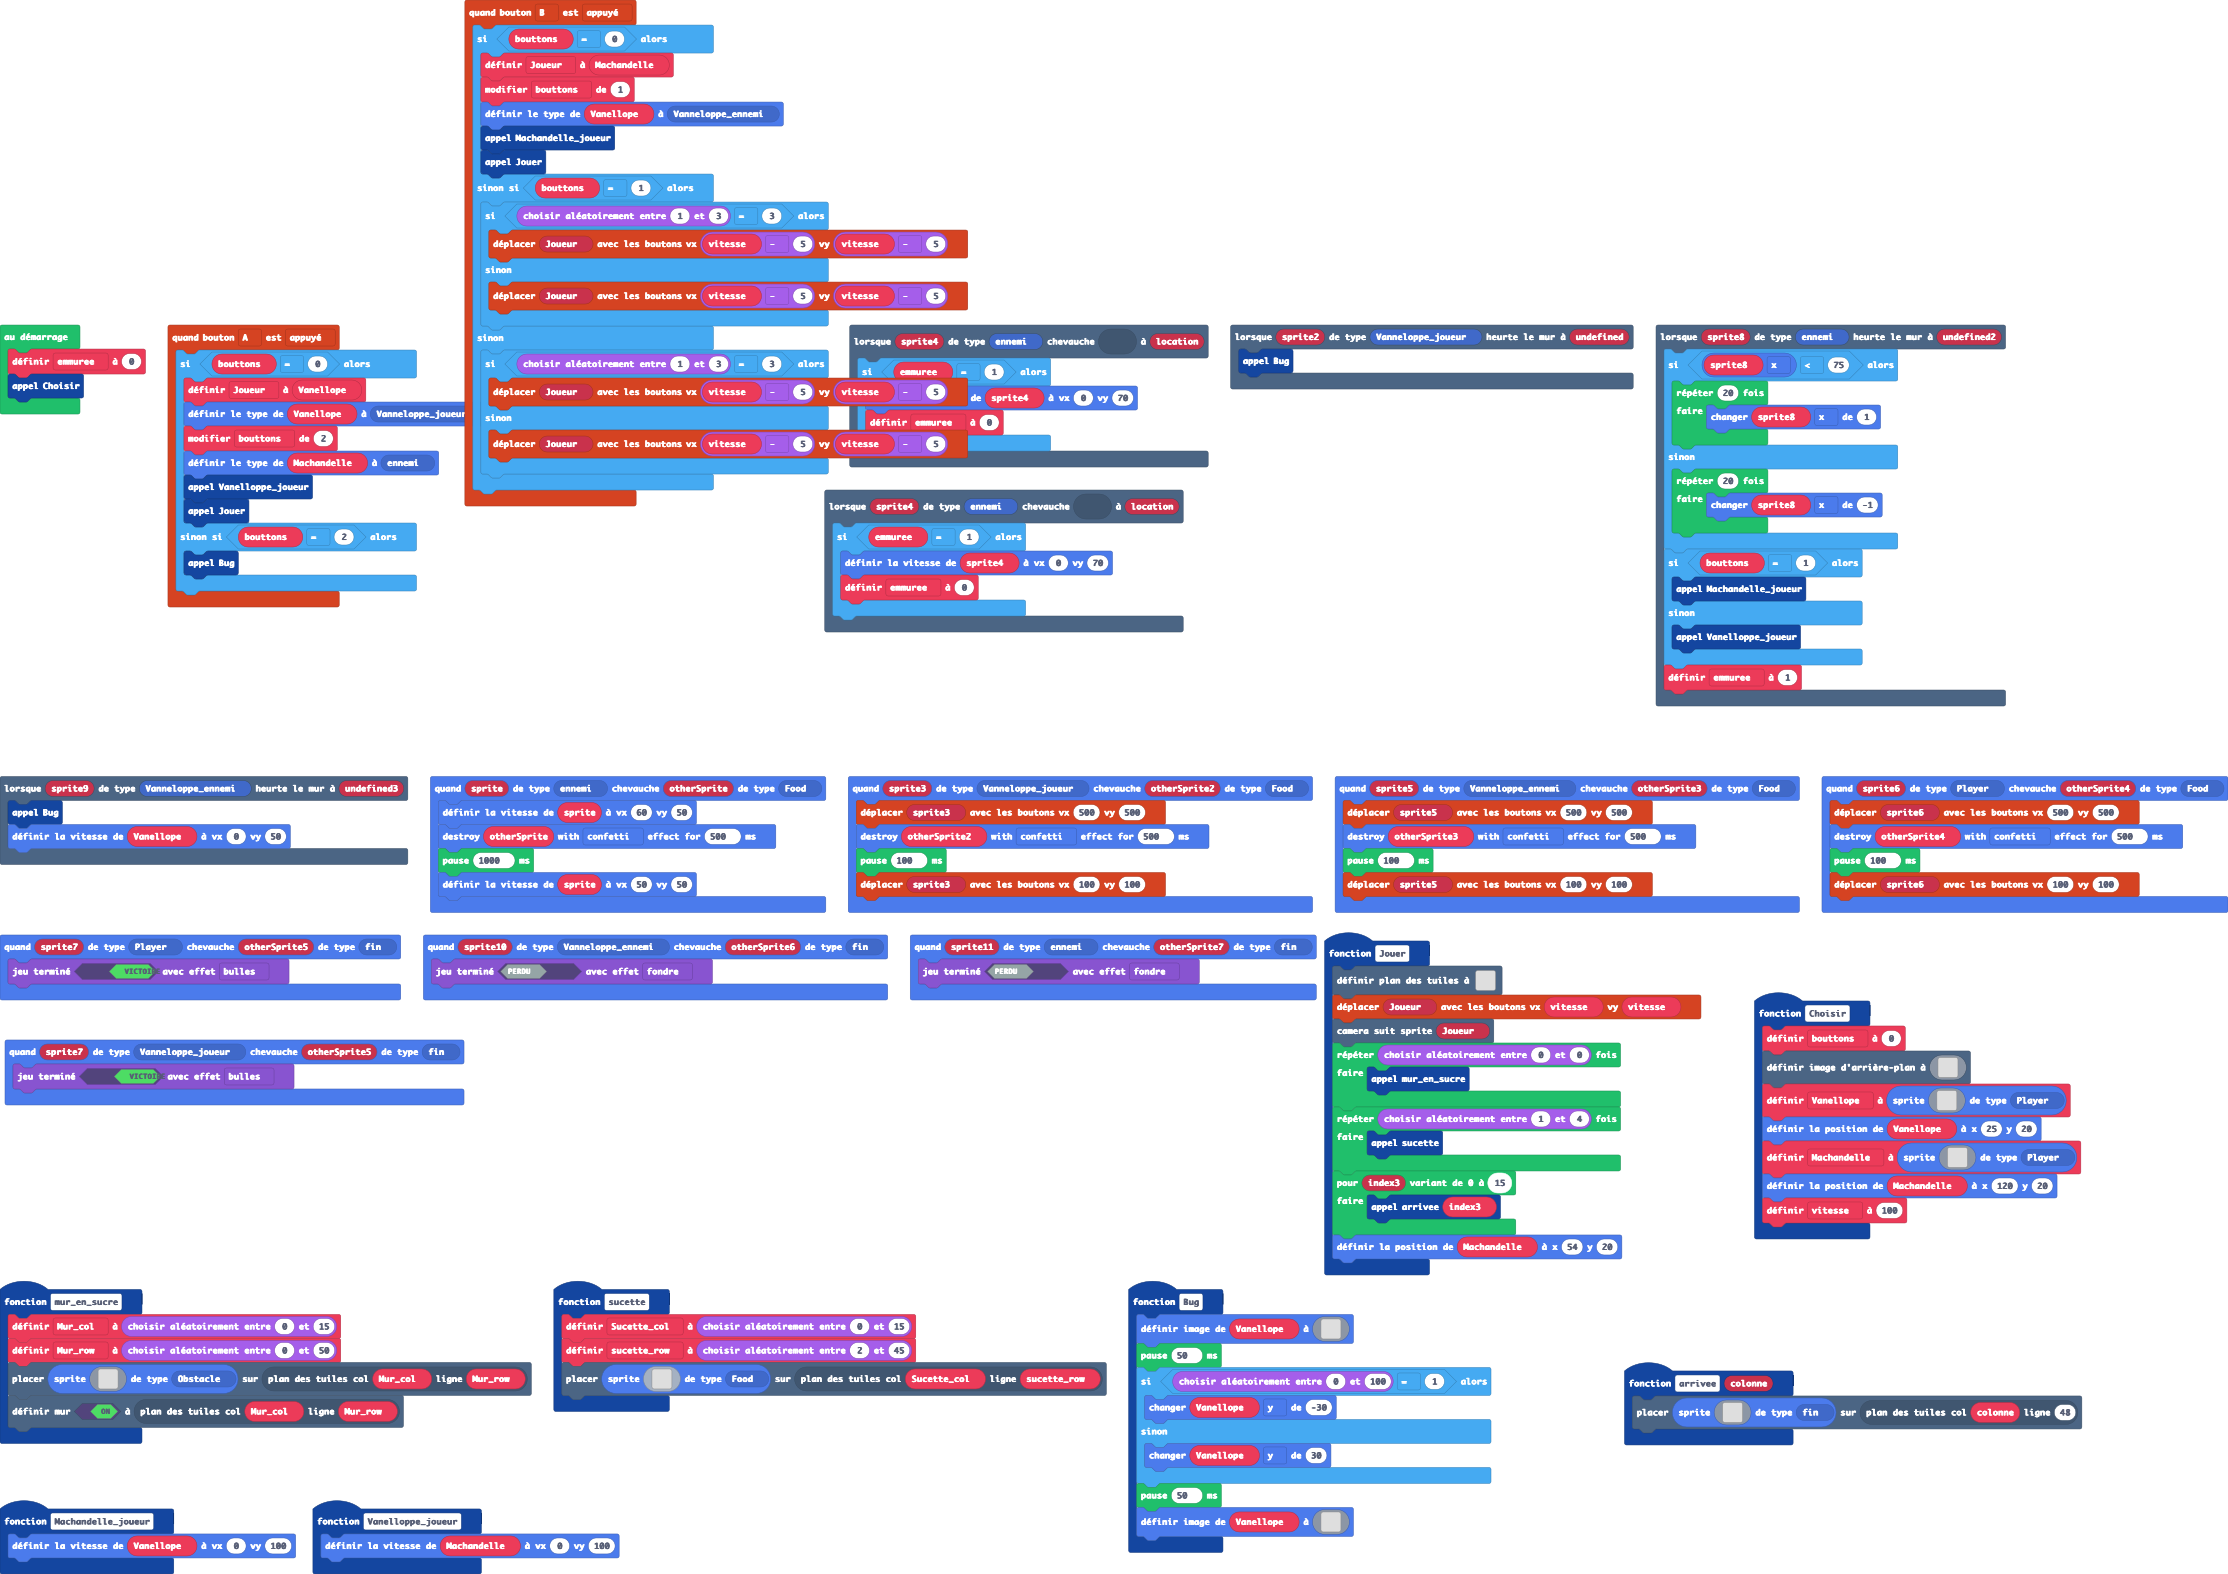 quand bouton B est appuyé
si bouttons = 0 alors
définir Joueur à Machandelle
modifier bouttons de 1
définir le type de Vanellope à Vanneloppe_ennemi
appel Machandelle_joueur
appel Jouer
sinon si bouttons = 1 alors
si choisir aléatoirement entre 1 et 3 = 3 alors
déplacer Joueur avec les boutons vx vitesse - 5 vy vitesse - 5
sinon
déplacer Joueur avec les boutons vx vitesse - 5 vy vitesse - 5
sinon
si choisir aléatoirement entre 1 et 3 = 3 alors
déplacer Joueur avec les boutons vx vitesse - 5 vy vitesse - 5
sinon
déplacer Joueur avec les boutons vx vitesse - 5 vy vitesse - 5
au démarrage
définir emmuree à 0
appel Choisir
quand bouton A est appuyé
si bouttons = 0 alors
définir Joueur à Vanellope
définir le type de Vanellope à Vanneloppe_joueur
modifier bouttons de 2
définir le type de Machandelle à ennemi
appel Vanelloppe_joueur
appel Jouer
sinon si bouttons = 2 alors
appel Bug
lorsque sprite4 de type ennemi chevauche à location
si emmuree = 1 alors
de sprite4 à vx 0 vy 70
définir emmuree à 0
lorsque sprite4 de type ennemi chevauche à location
si emmuree = 1 alors
définir la vitesse de sprite4 à vx 0 vy 70
définir emmuree à 0
lorsque sprite2 de type Vanneloppe_joueur heurte le mur à undefined
appel Bug
lorsque sprite8 de type ennemi heurte le mur à undefined2
si sprite8 x < 75 alors
répéter 20 fois
faire changer sprite8 x de 1
sinon
répéter 20 fois
faire changer sprite8 x de -1
si bouttons = 1 alors
appel Machandelle_joueur
sinon
appel Vanelloppe_joueur
définir emmuree à 1
lorsque sprite9 de type Vanneloppe_ennemi heurte le mur à undefined3
appel Bug
définir la vitesse de Vanellope à vx 0 vy 50
quand sprite de type ennemi chevauche otherSprite de type Food
définir la vitesse de sprite à vx 60 vy 50
destroy otherSprite with confetti effect for 500 ms
pause 1000 ms
définir la vitesse de sprite à vx 50 vy 50
quand sprite3 de type Vanneloppe_joueur chevauche otherSprite2 de type Food
déplacer sprite3 avec les boutons vx 500 vy 500
destroy otherSprite2 with confetti effect for 500 ms
pause 100 ms
déplacer sprite3 avec les boutons vx 100 vy 100
quand sprite5 de type Vanneloppe_ennemi chevauche otherSprite3 de type Food
déplacer sprite5 avec les boutons vx 500 vy 500
destroy otherSprite3 with confetti effect for 500 ms
pause 100 ms
déplacer sprite5 avec les boutons vx 100 vy 100
quand sprite6 de type Player chevauche otherSprite4 de type Food
déplacer sprite6 avec les boutons vx 500 vy 500
destroy otherSprite4 with confetti effect for 500 ms
pause 100 ms
déplacer sprite6 avec les boutons vx 100 vy 100
quand sprite7 de type Player chevauche otherSprite5 de type fin
jeu terminé VICTOI avec effet bulles
quand sprite10 de type Vanneloppe_ennemi chevauche otherSprite6 de type fin
jeu terminé PERDU avec effet fondre
quand sprite11 de type ennemi chevauche otherSprite7 de type fin
jeu terminé PERDU avec effet fondre
quand sprite7 de type Vanneloppe_joueur chevauche otherSprite5 de type fin
jeu terminé VICTOI avec effet bulles
fonction Jouer
définir plan des tuiles à
déplacer Joueur avec les boutons vx vitesse vy vitesse
camera suit sprite Joueur
répéter choisir aléatoirement entre 0 et 0 fois
faire appel mur_en_sucre
répéter choisir aléatoirement entre 1 et 4 fois
faire appel sucette
pour index3 variant de 0 à 15
faire appel arrivee index3
définir la position de Machandelle à x 54 y 20
fonction Choisir
définir bouttons à 0
définir image d'arrière-plan à
définir Vanellope à sprite de type Player
définir la position de Vanellope à x 25 y 20
définir Machandelle à sprite de type Player
définir la position de Machandelle à x 120 y 20
définir vitesse à 100
fonction mur_en_sucre
définir Mur_col à choisir aléatoirement entre 0 et 15
définir Mur_row à choisir aléatoirement entre 0 et 50
placer sprite de type Obstacle sur plan des tuiles col Mur_col ligne Mur_row
définir mur ON à plan des tuiles col Mur_col ligne Mur_row
fonction sucette
définir Sucette_col à choisir aléatoirement entre 0 et 15
définir sucette_row à choisir aléatoirement entre 2 et 45
placer sprite de type Food sur plan des tuiles col Sucette_col ligne sucette_row
fonction Bug
définir image de Vanellope à
pause 50 ms
si choisir aléatoirement entre 0 et 100 = 1 alors
changer Vanellope y de -30
sinon
changer Vanellope y de 30
pause 50 ms
définir image de Vanellope à
fonction arrivee colonne
placer sprite de type fin sur plan des tuiles col colonne ligne 48
fonction Machandelle_joueur
définir la vitesse de Vanellope à vx 0 vy 100
fonction Vanelloppe_joueur
définir la vitesse de Machandelle à vx 0 vy 100